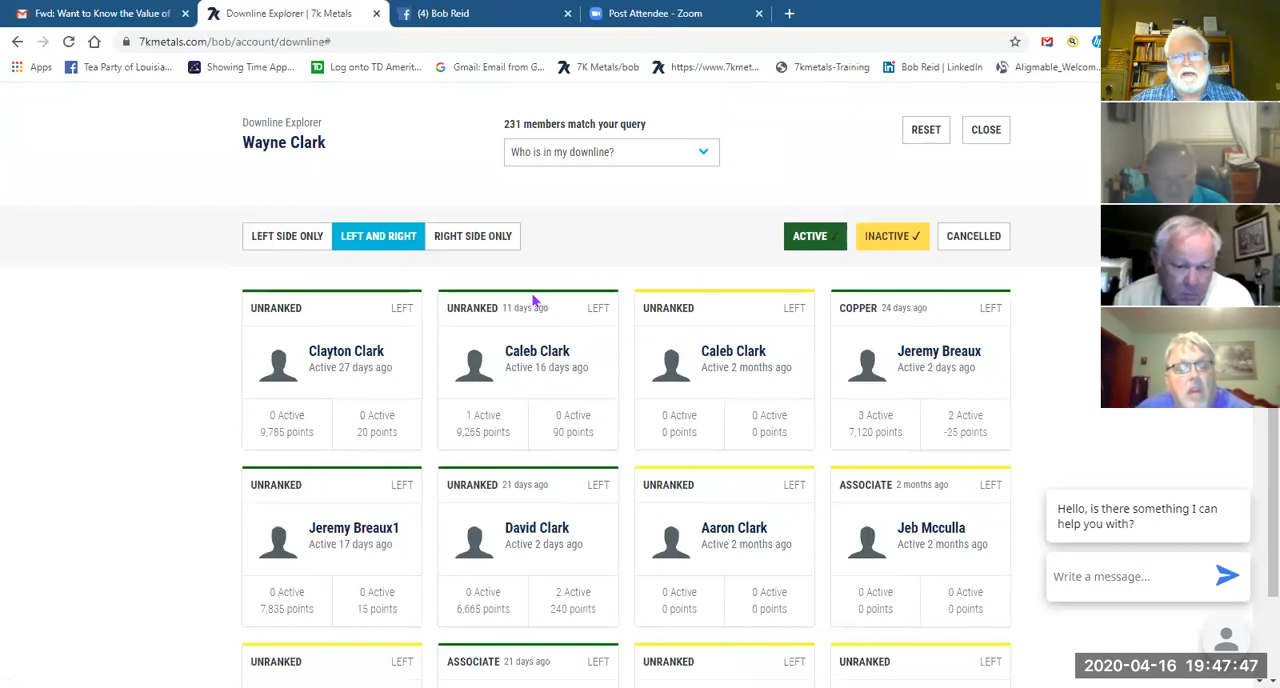 Fwd: Want to Know the Value of
Downline Explorer | 7k Metals
(4) Bob Reid
Post Attendee - Zoom
7kmetals.com/bob/account/downline#
Apps
Tea Party of Louisia...
Showing Time App...
Log onto TD Amerit...
Gmail: Email from G...
7K Metals/bob
https://www.7kmet...
7kmetals-Training
Bob Reid | LinkedIn
Aligmable_Welcom...
Downline Explorer
Wayne Clark
231 members match your query
Who is in my downline?
RESET
CLOSE
LEFT SIDE ONLY
LEFT AND RIGHT
RIGHT SIDE ONLY
ACTIVE ✓
INACTIVE ✓
CANCELLED
UNRANKED LEFT
Clayton Clark
Active 27 days ago
0 Active 0 Active
9,785 points 20 points
UNRANKED 11 days ago LEFT
Caleb Clark
Active 16 days ago
1 Active 0 Active
9,265 points 90 points
UNRANKED LEFT
Caleb Clark
Active 2 months ago
0 Active 0 Active
0 points 0 points
COPPER 24 days ago LEFT
Jeremy Breaux
Active 2 days ago
3 Active 2 Active
7,120 points -25 points
UNRANKED LEFT
Jeremy Breaux1
Active 17 days ago
0 Active 0 Active
7,835 points 15 points
UNRANKED 21 days ago LEFT
David Clark
Active 2 days ago
0 Active 2 Active
6,665 points 240 points
UNRANKED LEFT
Aaron Clark
Active 2 months ago
0 Active 0 Active
0 points 0 points
ASSOCIATE 2 months ago LEFT
Jeb Mcculla
Active 2 months ago
0 Active 0 Active
0 points 0 points
UNRANKED LEFT
ASSOCIATE 21 days ago LEFT
UNRANKED LEFT
UNRANKED LEFT
Hello, is there something I can
help you with?
Write a message...
2020-04-16 19:47:47